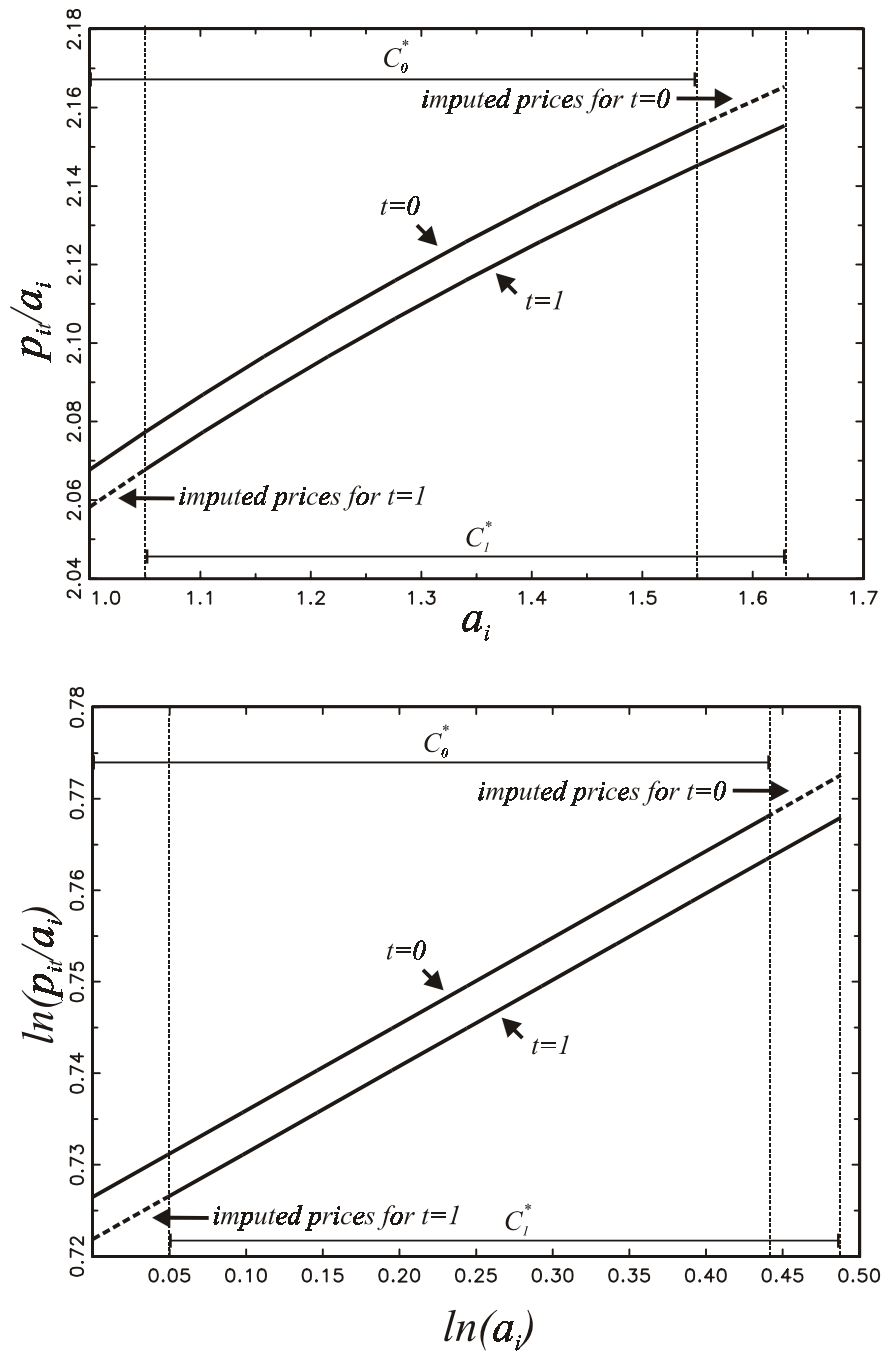 2.18
2.16
2.14
2.12
2.10
2.08
2.06
2.04
p_it/a_i
C_0^*
imputed prices for t=0
t=0
t=1
imputed prices for t=1
C_1^*
1.0 1.1 1.2 1.3 1.4 1.5 1.6 1.7
a_i
0.78
0.77
0.76
0.75
0.74
0.73
0.72
ln(p_it/a_i)
C_0^*
imputed prices for t=0
t=0
t=1
imputed prices for t=1
C_1^*
0.05 0.10 0.15 0.20 0.25 0.30 0.35 0.40 0.45 0.50
ln(a_i)